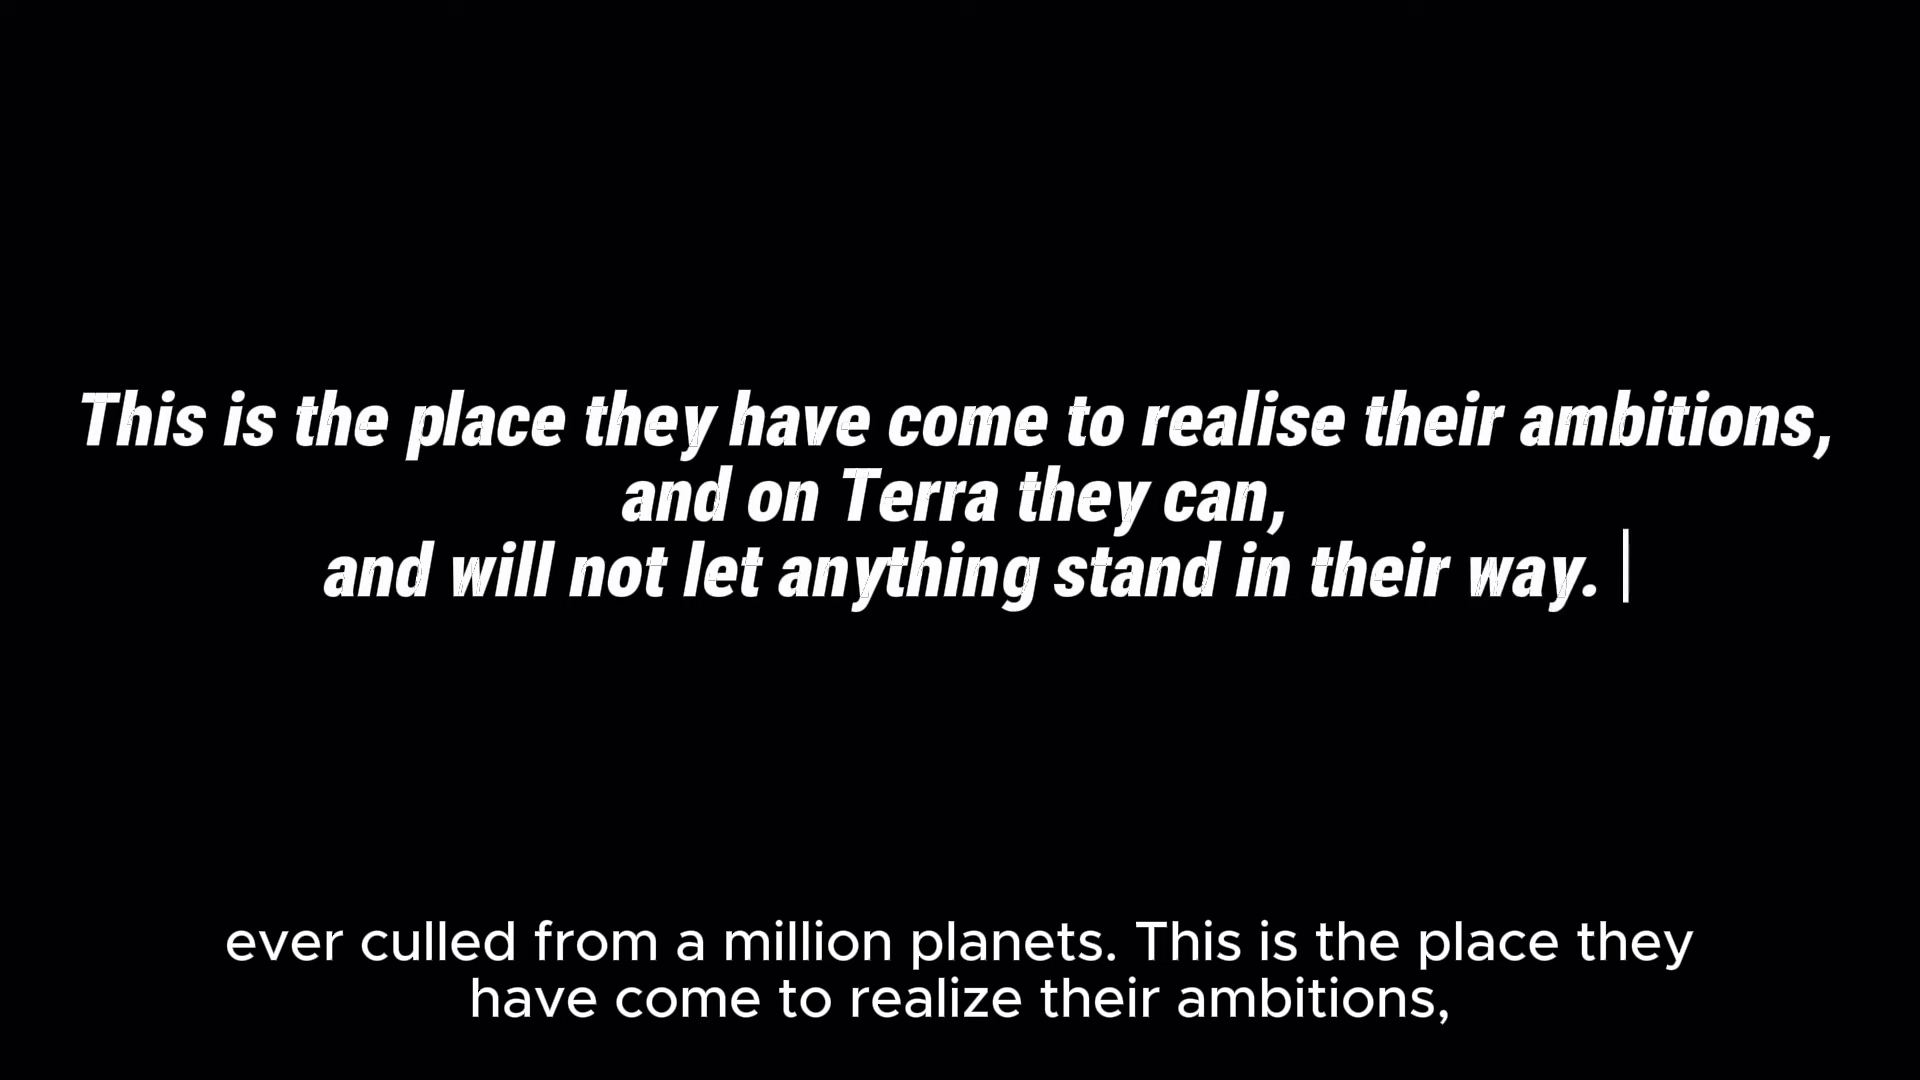 This is the place they have come to realise their ambitions,
and on Terra they can,
and will not let anything stand in their way.
ever culled from a million planets. This is the place they
have come to realize their ambitions,